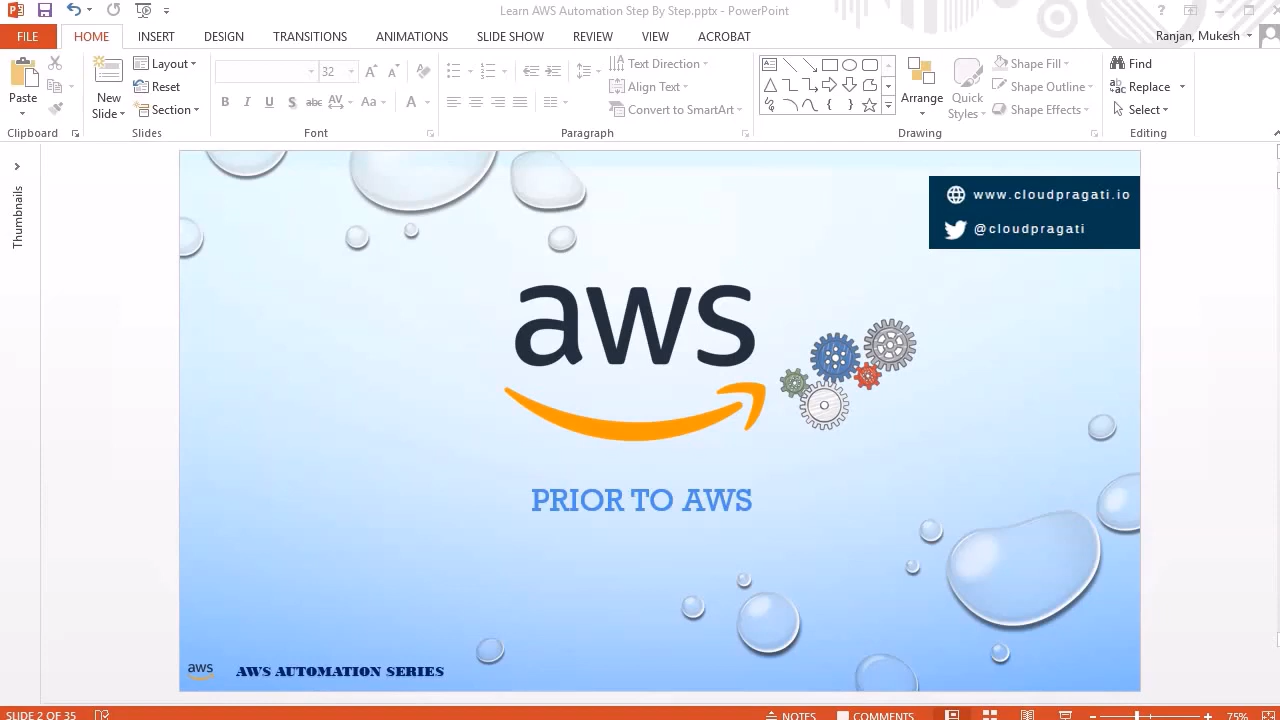 Learn AWS Automation Step By Step.pptx - PowerPoint
?
FILE HOME INSERT DESIGN TRANSITIONS ANIMATIONS SLIDE SHOW REVIEW VIEW ACROBAT
Ranjan, Mukesh
Paste
New
Slide
Layout
Reset
Section
32
B I U S abc AV Aa A
Text Direction
Align Text
Convert to SmartArt
Arrange
Quick
Styles
Shape Fill
Shape Outline
Shape Effects
Find
Replace
Select
Clipboard Slides Font Paragraph Drawing Editing
Thumbnails
www.cloudpragati.io
@cloudpragati
aws
PRIOR TO AWS
aws
AWS AUTOMATION SERIES
SLIDE 2 OF 35
NOTES
COMMENTS
75%